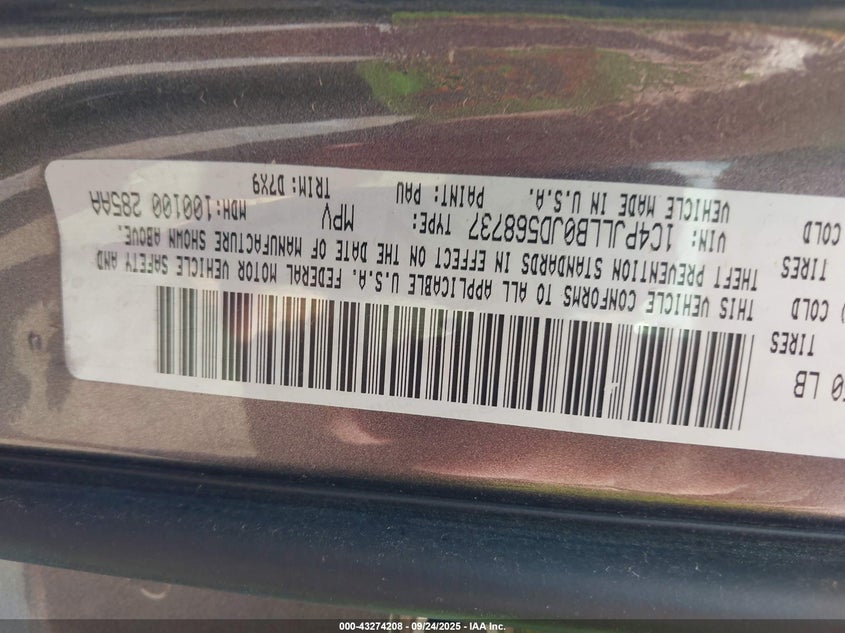 50 LB
TIRES
COLD
TIRES
COLD
THIS VEHICLE CONFORMS TO ALL APPLICABLE U.S.A. FEDERAL MOTOR VEHICLE SAFETY AND
THEFT PREVENTION STANDARDS IN EFFECT ON THE DATE OF MANUFACTURE SHOWN ABOVE.
VIN: 1C4PJLLB0JD568737 TYPE: MPV MDH:100100 285AA
VEHICLE MADE IN U.S.A. PAINT: PAU TRIM: D7X9
000-43274208 - 09/24/2025 - IAA Inc.